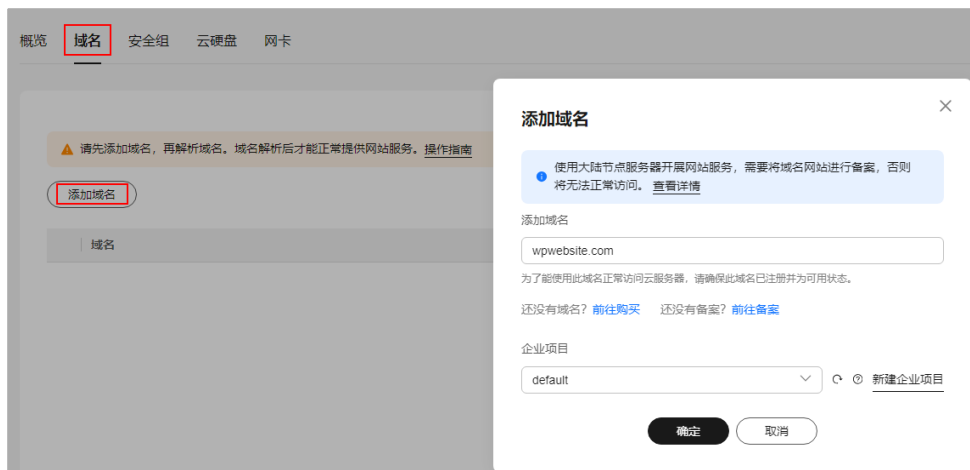 概览 域名 安全组 云硬盘 网卡
请先添加域名，再解析域名。域名解析后才能正常提供网站服务。操作指南
添加域名
域名
添加域名
使用大陆节点服务器开展网站服务，需要将域名网站进行备案，否则
将无法正常访问。 查看详情
添加域名
wpwebsite.com
为了能使用此域名正常访问云服务器，请确保此域名已注册并为可用状态。
还没有域名？前往购买 还没有备案？前往备案
企业项目
default 新建企业项目
确定 取消